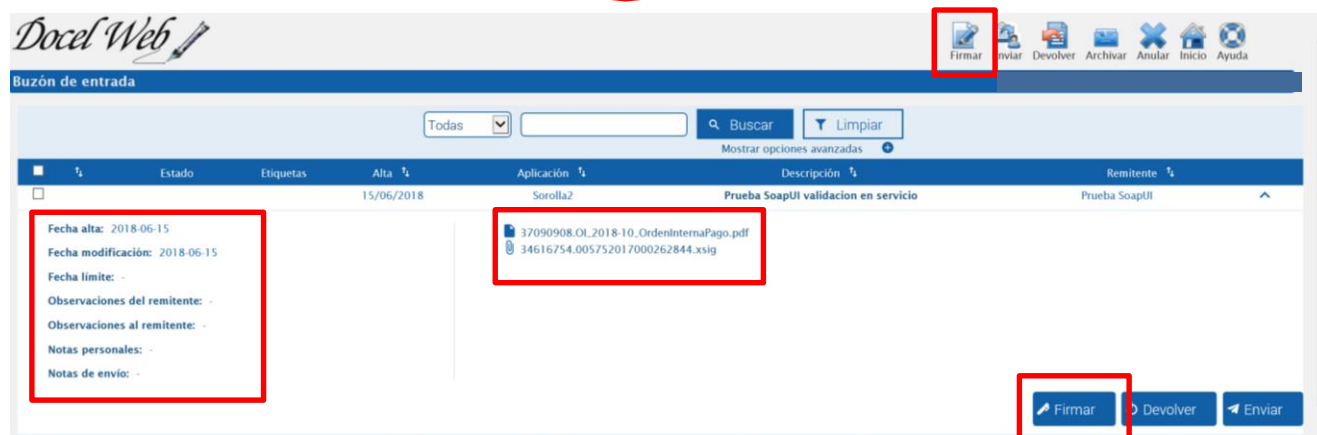 Docel Web
Firmar Enviar Devolver Archivar Anular Inicio Ayuda
Buzón de entrada
Todas Buscar Limpiar
Mostrar opciones avanzadas
Estado Etiquetas Alta Aplicación Descripción Remitente
15/06/2018 Sorolla2 Prueba SoapUI validacion en servicio Prueba SoapUI
Fecha alta: 2018-06-15
Fecha modificación: 2018-06-15
Fecha límite: -
Observaciones del remitente: -
Observaciones al remitente: -
Notas personales: -
Notas de envío: -
37090908.OI_2018-10_OrdenInternaPago.pdf
34616754.005752017000262844.xsig
Firmar Devolver Enviar